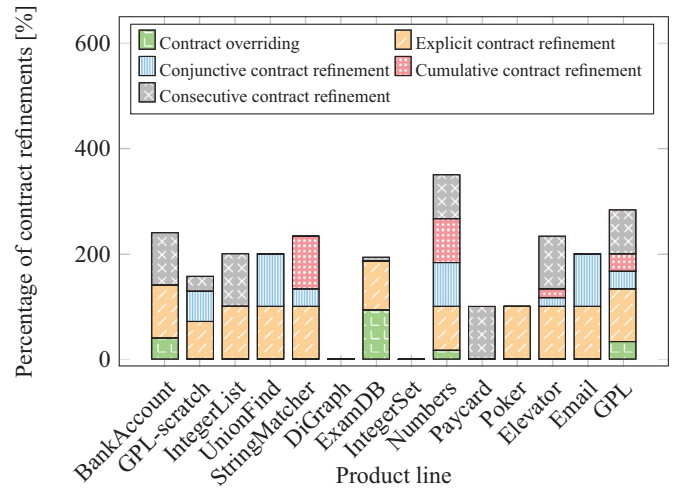 Percentage of contract refinements [%]
600
400
200
0
Contract overriding
Explicit contract refinement
Conjunctive contract refinement
Cumulative contract refinement
Consecutive contract refinement
BankAccount
GPL-scratch
IntegerList
UnionFind
StringMatcher
DiGraph
ExamDB
IntegerSet
Numbers
Paycard
Poker
Elevator
Email
GPL
Product line